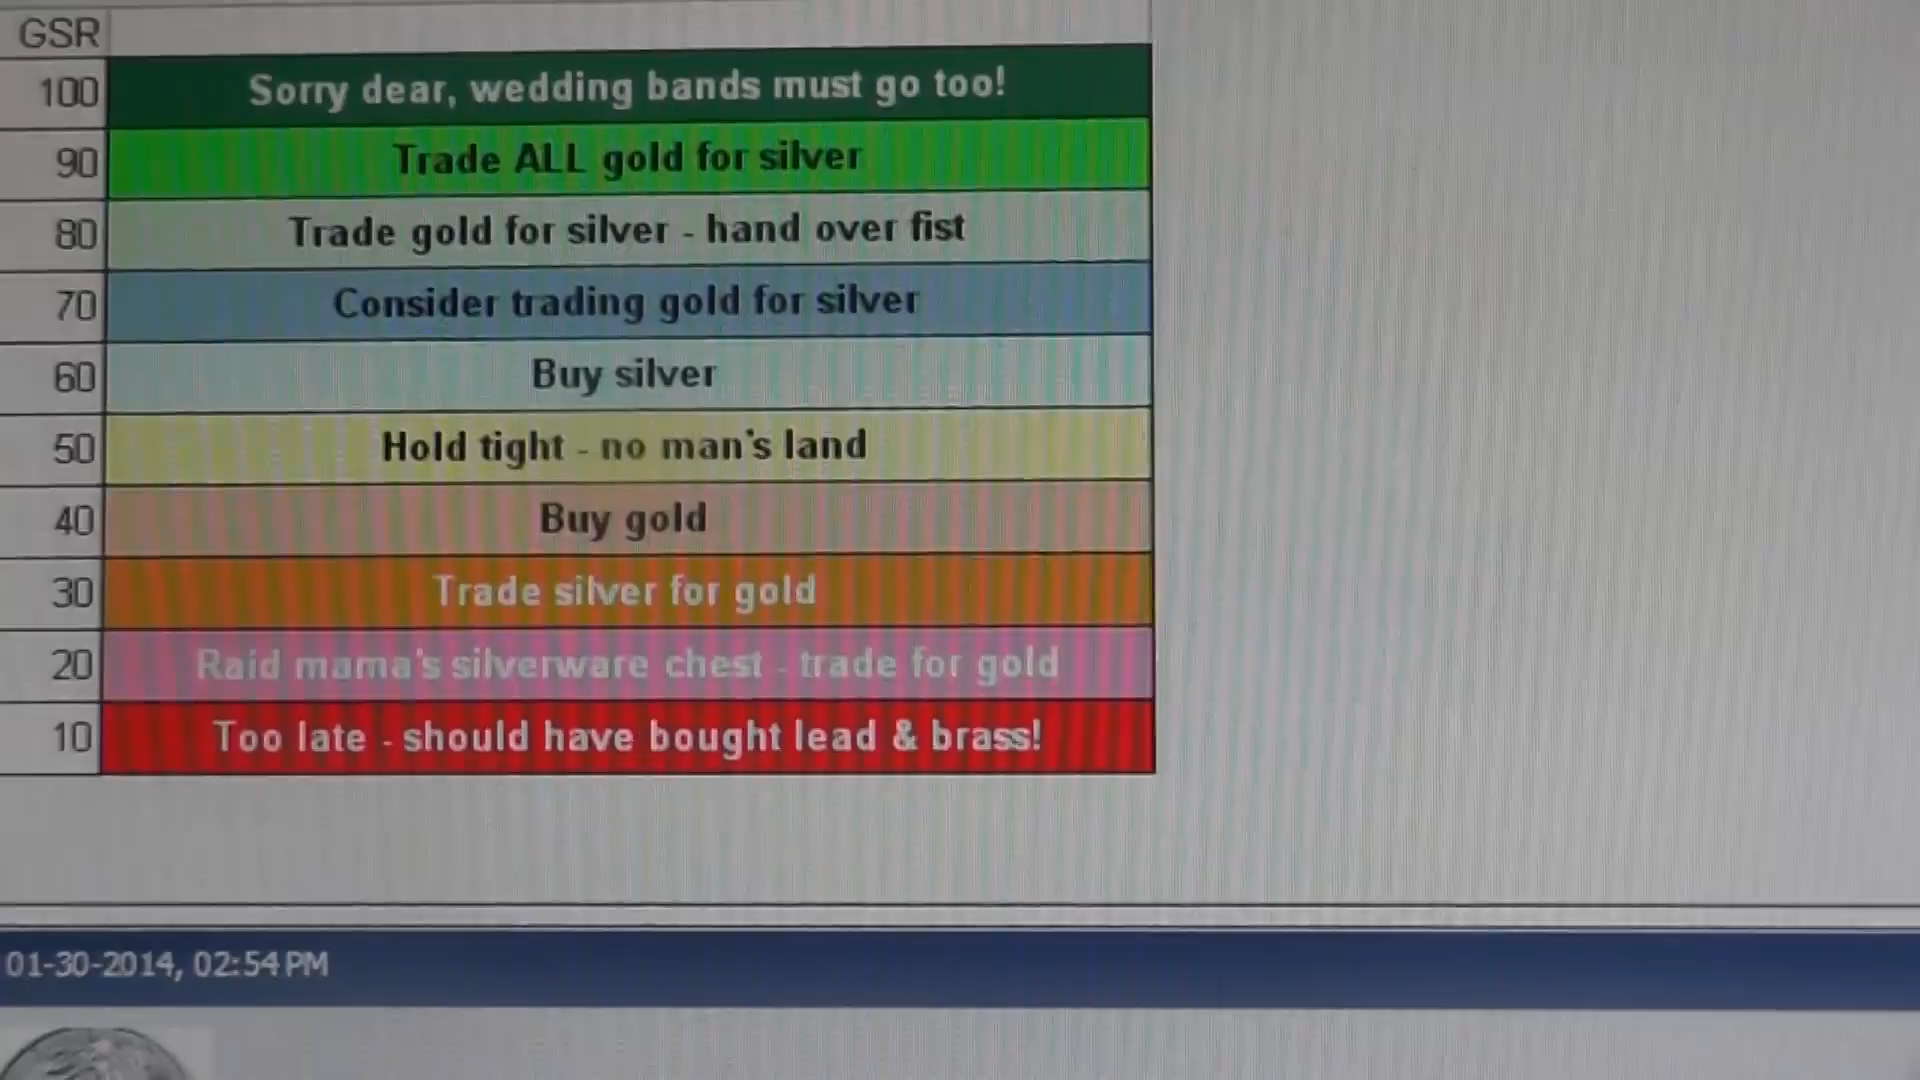 GSR
100 Sorry dear, wedding bands must go too!
90 Trade ALL gold for silver
80 Trade gold for silver - hand over fist
70 Consider trading gold for silver
60 Buy silver
50 Hold tight - no man's land
40 Buy gold
30 Trade silver for gold
20 Raid mama's silverware chest - trade for gold
10 Too late - should have bought lead & brass!
01-30-2014, 02:54 PM